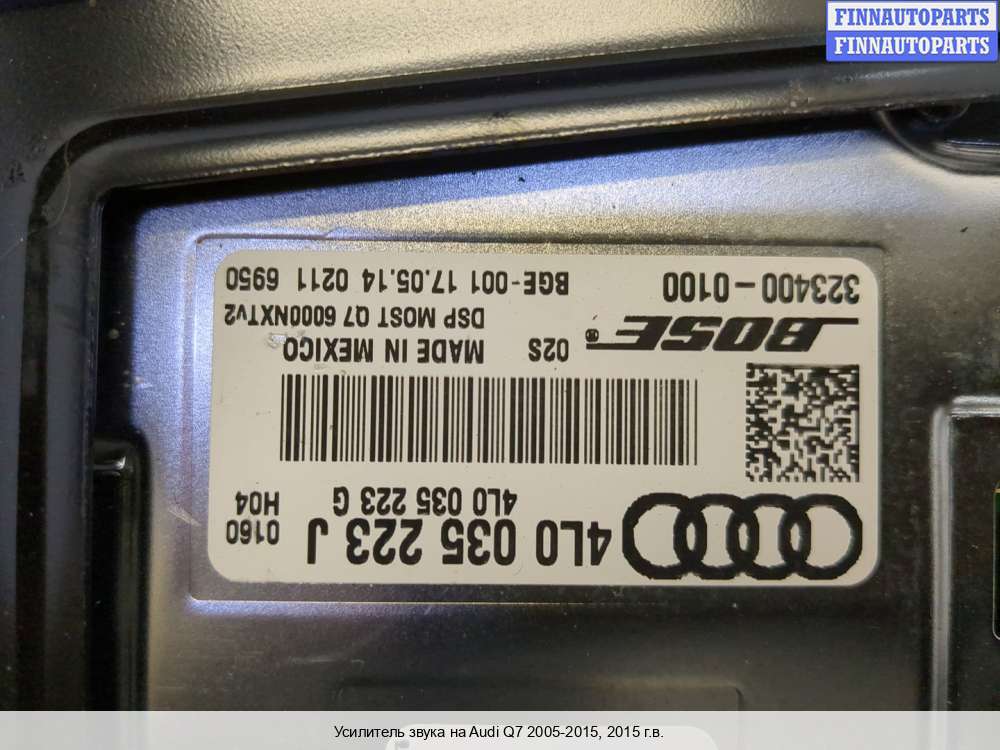 FINNAUTOPARTS
FINNAUTOPARTS
4L0 035 223 J
0160
4L0 035 223 G
H04
02S
MADE IN MEXICO
BOSE®
DSP MOST Q7 6000NXTv2
323400-0100
BGE-001 17.05.14 0211 6950
Усилитель звука на Audi Q7 2005-2015, 2015 г.в.